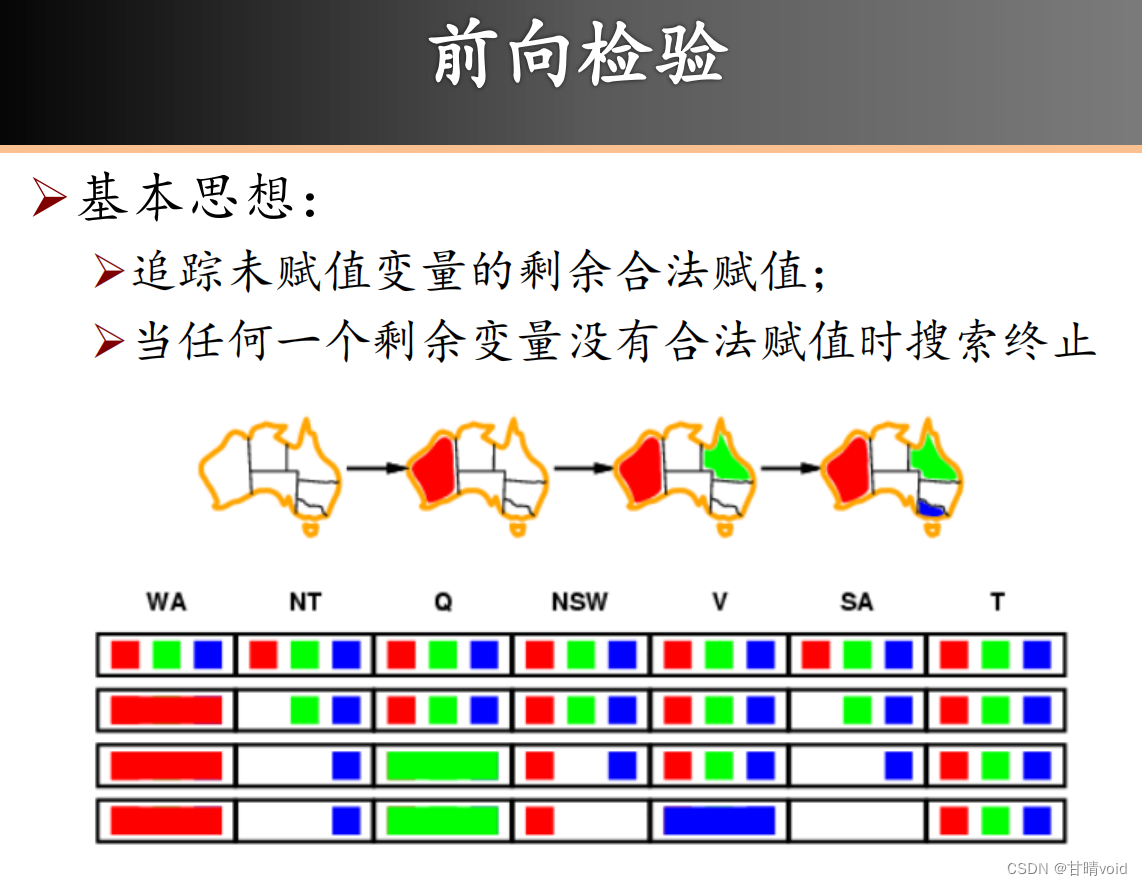 前向检验
基本思想：
追踪未赋值变量的剩余合法赋值；
当任何一个剩余变量没有合法赋值时搜索终止
WA NT Q NSW V SA T
CSDN @甘晴void